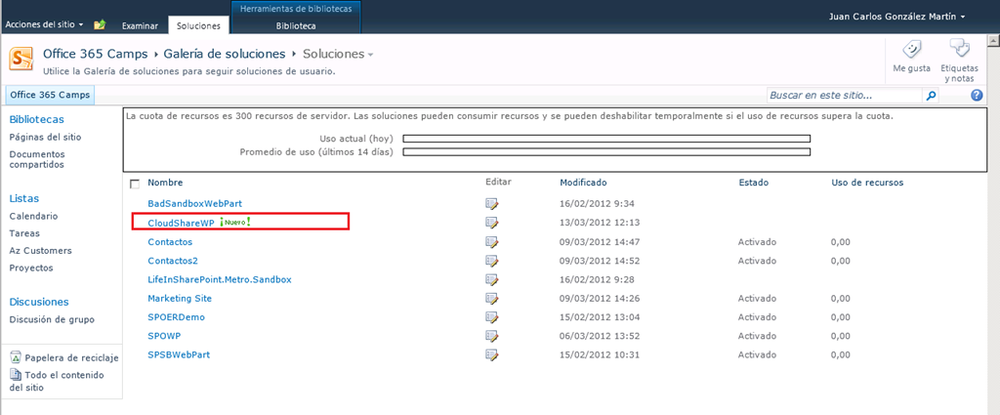 Herramientas de bibliotecas
Acciones del sitio
Examinar
Soluciones
Biblioteca
Juan Carlos González Martín
Office 365 Camps
Galería de soluciones
Soluciones
Utilice la Galería de soluciones para seguir soluciones de usuario.
Me gusta
Etiquetas
y notas
Office 365 Camps
Buscar en este sitio...
Bibliotecas
Páginas del sitio
Documentos
compartidos
Listas
Calendario
Tareas
Az Customers
Proyectos
Discusiones
Discusión de grupo
Papelera de reciclaje
Todo el contenido
del sitio
La cuota de recursos es 300 recursos de servidor. Las soluciones pueden consumir recursos y se pueden deshabilitar temporalmente si el uso de recursos supera la cuota.
Uso actual (hoy)
Promedio de uso (últimos 14 días)
Nombre Editar Modificado Estado Uso de recursos
BadSandboxWebPart 16/02/2012 9:34
CloudShareWP ¡Nuevo! 13/03/2012 12:13
Contactos 09/03/2012 14:47 Activado 0,00
Contactos2 09/03/2012 14:52 Activado 0,00
LifeInSharePoint.Metro.Sandbox 16/02/2012 9:28
Marketing Site 09/03/2012 14:26 Activado 0,00
SPOERDemo 15/02/2012 13:04 Activado 0,00
SPOWP 06/03/2012 13:52 Activado 0,00
SPSBWebPart 15/02/2012 10:31 Activado 0,00